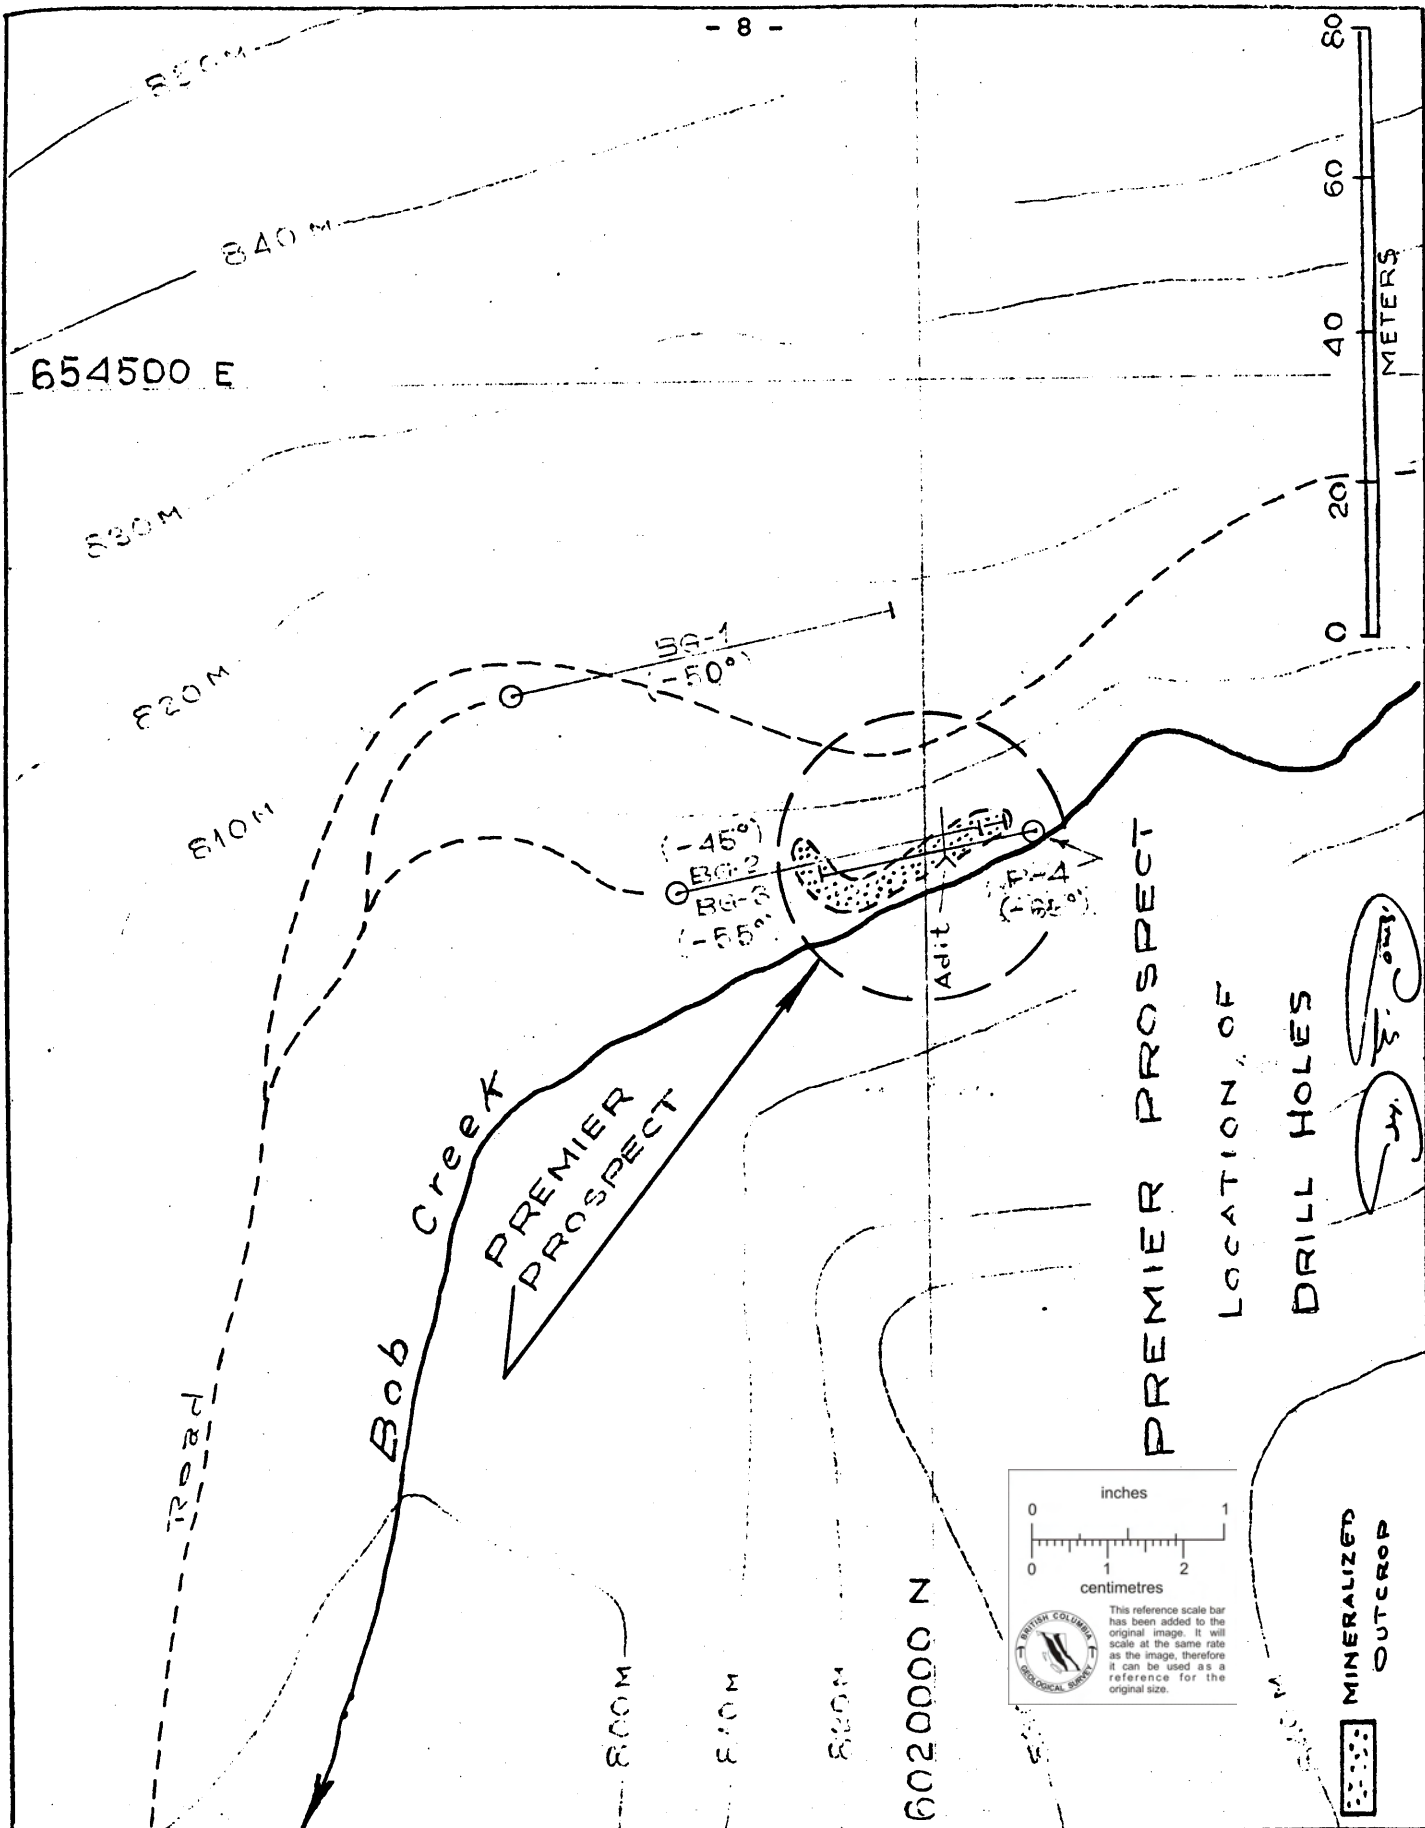 - 8 -
850M
840 M
654500 E
830M
820M
810M
80
60
40
20
0
METERS
BG-1
(-50°)
(-45°)
BG-2
BG-3
(-55°)
P-4
Adit
PREMIER
PROSPECT
Bob Creek
Road
PREMIER PROSPECT
LOCATION OF
DRILL HOLES
800M
810M
820M
6020000 N
inches
0 1
0 1 2
centimetres
This reference scale bar
has been added to the
original image. It will
scale at the same rate
as the image, therefore
it can be used as a
reference for the
original size.
BRITISH COLUMBIA
GEOLOGICAL SURVEY
MINERALIZED
OUTCROP